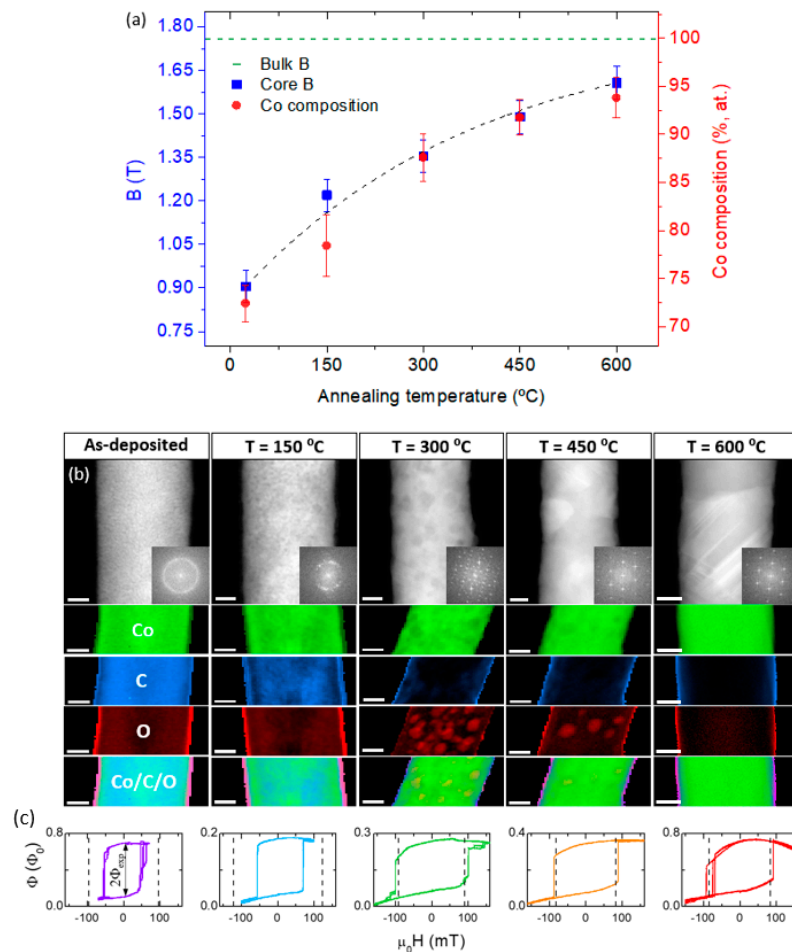 (a)
1.80
1.65
1.50
1.35
1.20
1.05
0.90
0.75
B (T)
Bulk B
Core B
Co composition
100
95
90
85
80
75
70
Co composition (%, at.)
0 150 300 450 600
Annealing temperature (ºC)
As-deposited T = 150 ºC T = 300 ºC T = 450 ºC T = 600 ºC
(b)
Co
C
O
Co/C/O
(c)
0.8 0.2 0.3 0.4 0.8
Φ (Φ₀)
2Φexp
0.0 0.0 0.0 0.0 0.0
-100 0 100 -100 0 100 -100 0 100 -100 0 100 -100 0 100
μ₀H (mT)